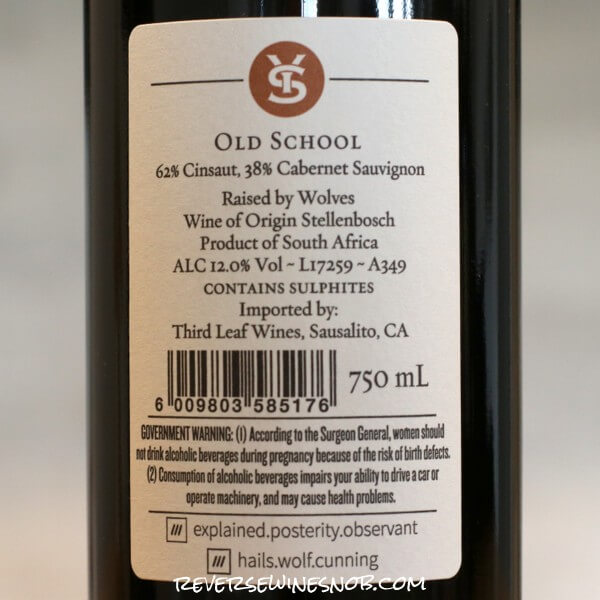 YSI
OLD SCHOOL
62% Cinsaut, 38% Cabernet Sauvignon
Raised by Wolves
Wine of Origin Stellenbosch
Product of South Africa
ALC 12.0% Vol ~ L17259 ~ A349
CONTAINS SULPHITES
Imported by:
Third Leaf Wines, Sausalito, CA
750 mL
6 009803 585176
GOVERNMENT WARNING: (1) According to the Surgeon General, women should
not drink alcoholic beverages during pregnancy because of the risk of birth defects.
(2) Consumption of alcoholic beverages impairs your ability to drive a car or
operate machinery, and may cause health problems.
/// explained.posterity.observant
/// hails.wolf.cunning
REVERSEWINESNOB.COM